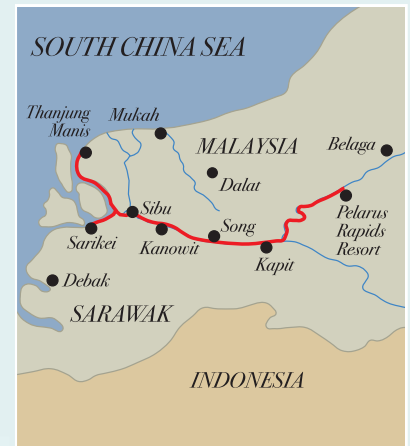 SOUTH CHINA SEA
Thanjung
Manis
Mukah
MALAYSIA
Belaga
Dalat
Sibu
Pelarus
Rapids
Resort
Song
Sarikei
Kanowit
Kapit
Debak
SARAWAK
INDONESIA